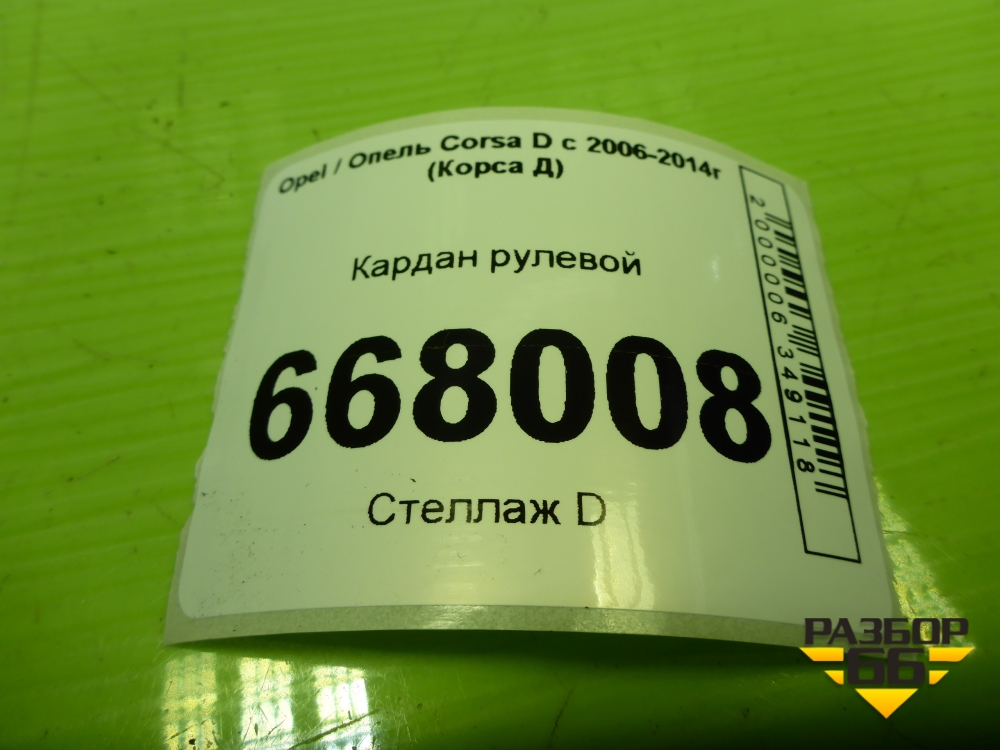 Opel / Опель Corsa D с 2006-2014г
(Корса Д)
Кардан рулевой
668008
Стеллаж D
2000006349118
РАЗБОР
66